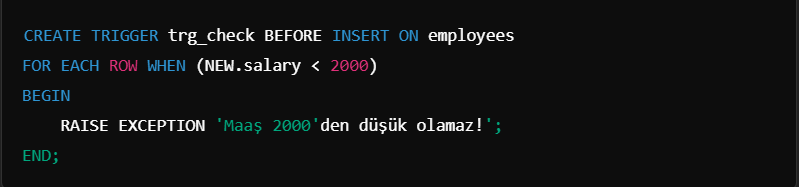 CREATE TRIGGER trg_check BEFORE INSERT ON employees
FOR EACH ROW WHEN (NEW.salary < 2000)
BEGIN
    RAISE EXCEPTION 'Maaş 2000'den düşük olamaz!';
END;